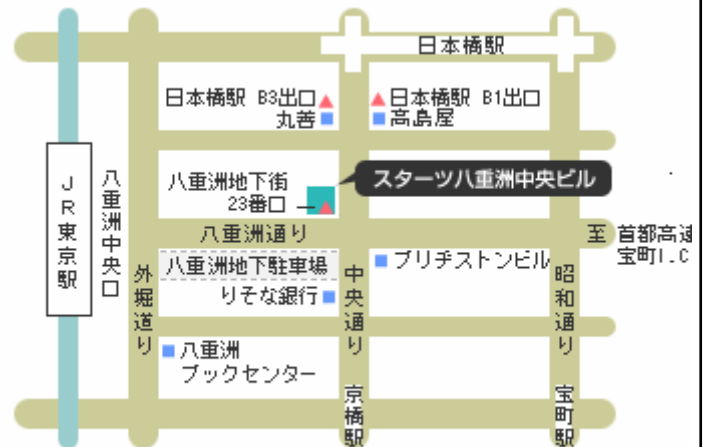 日本橋駅
日本橋駅 B3出口
丸善
日本橋駅 B1出口
高島屋
スターツ八重洲中央ビル
八重洲地下街
23番口
JR東京駅
八重洲中央口
八重洲通り
至 首都高速
宝町I.C
八重洲地下駐車場
ブリヂストンビル
りそな銀行
外堀道り
中央通り
昭和通り
八重洲
ブックセンター
京橋駅
宝町駅